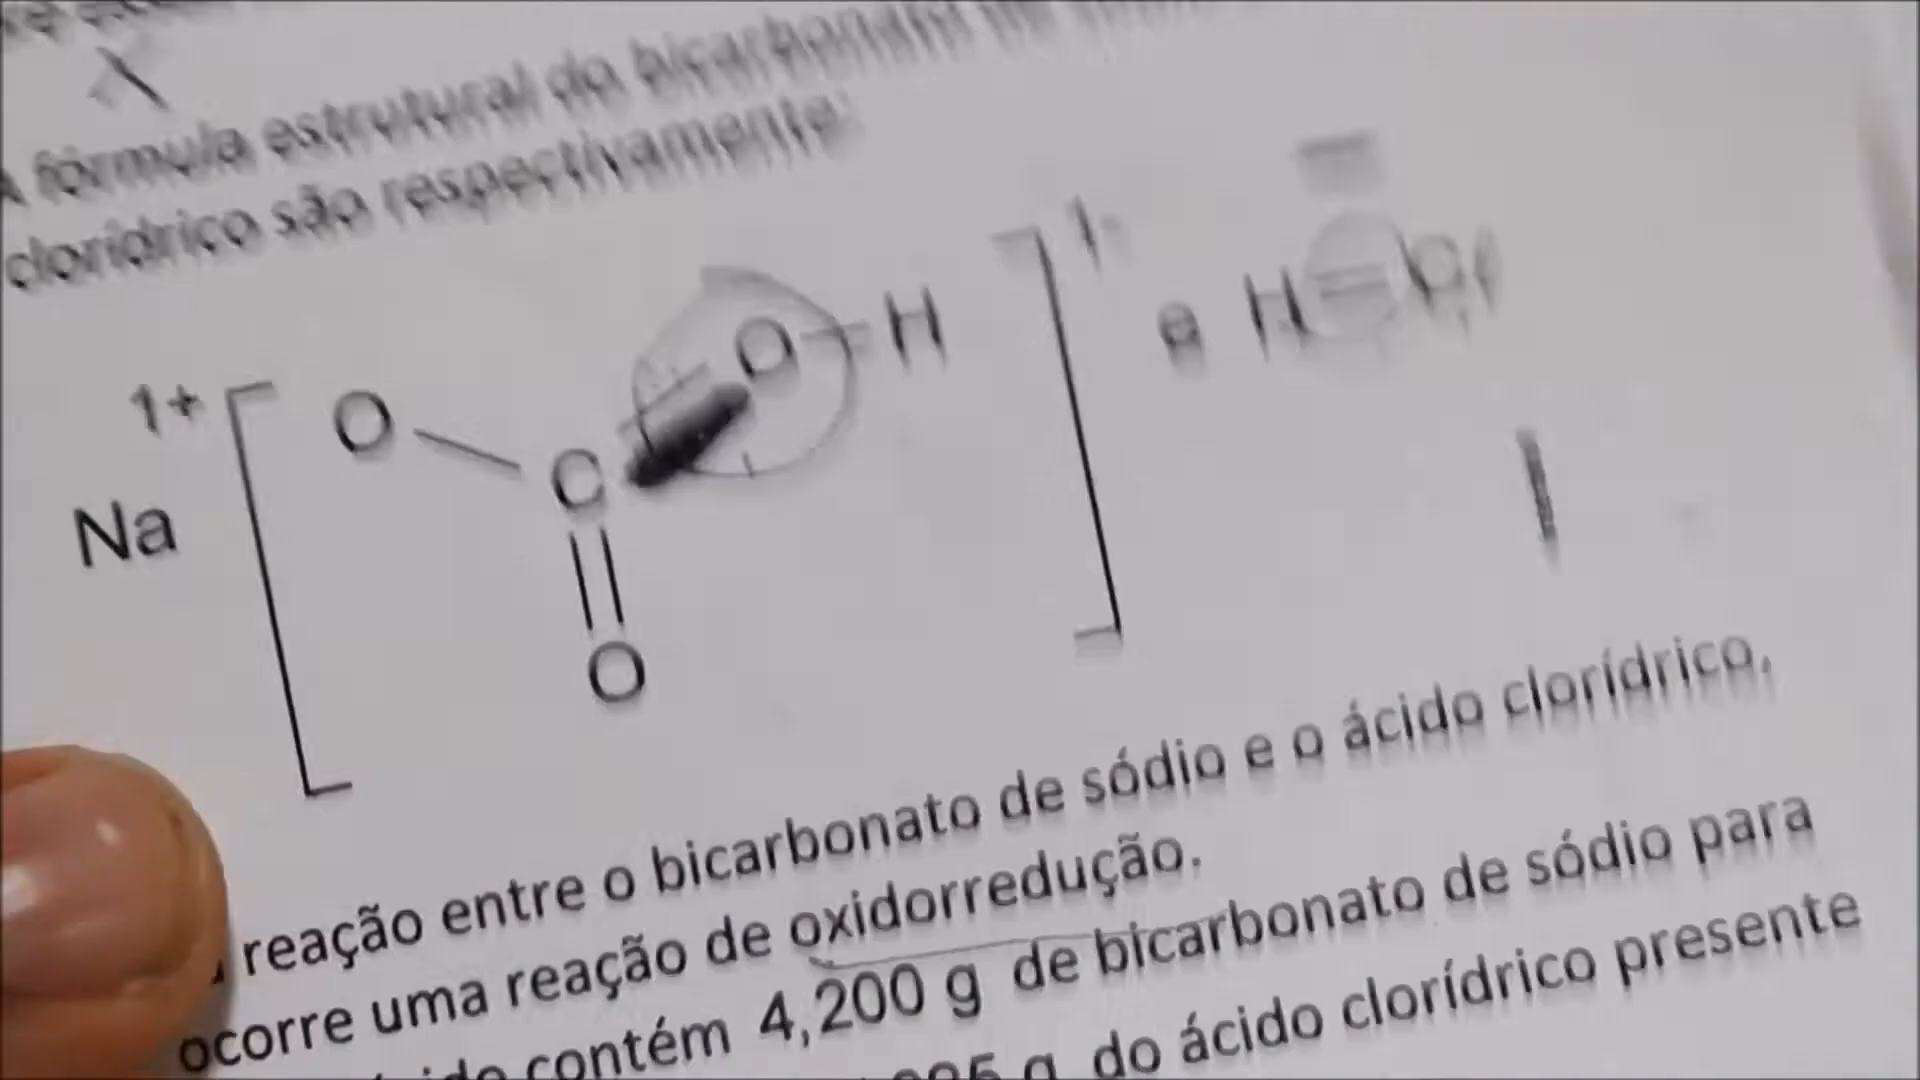 A fórmula estrutural do bicarbonato
clorídrico são respectivamente:
1+ 1-
O O–H e H Cl
Na C
O
reação entre o bicarbonato de sódio e o ácido clorídrico,
ocorre uma reação de oxidorredução.
contém 4,200 g de bicarbonato de sódio para
g do ácido clorídrico presente